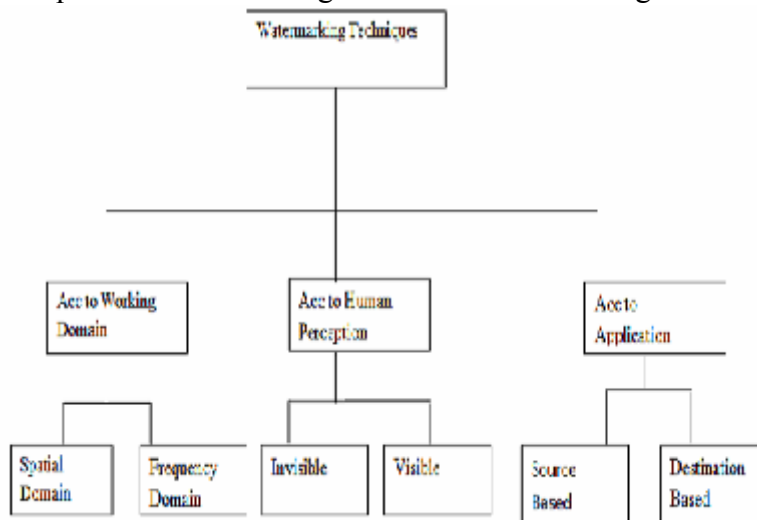 Watermarking Techniques
Acc to Working
Domain
Acc to Human
Perception
Acc to
Application
Spatial
Domain
Frequency
Domain
Invisible
Visible
Source
Based
Destination
Based